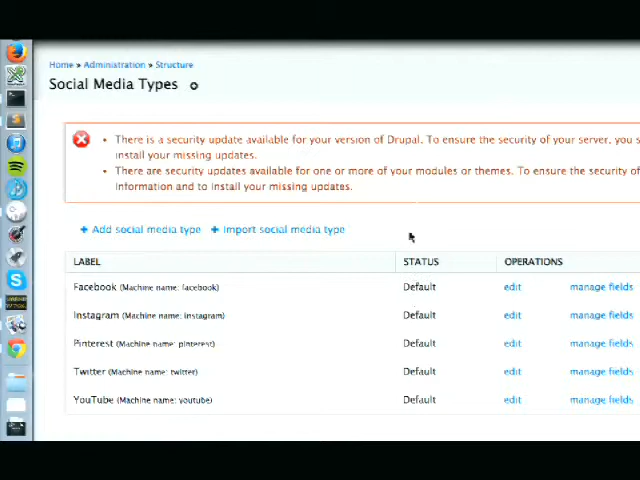 Home » Administration » Structure
Social Media Types
There is a security update available for your version of Drupal. To ensure the security of your server, you s
install your missing updates.
There are security updates available for one or more of your modules or themes. To ensure the security of
information and to install your missing updates.
+ Add social media type + Import social media type
LABEL STATUS OPERATIONS
Facebook (Machine name: facebook) Default edit manage fields
Instagram (Machine name: instagram) Default edit manage fields
Pinterest (Machine name: pinterest) Default edit manage fields
Twitter (Machine name: twitter) Default edit manage fields
YouTube (Machine name: youtube) Default edit manage fields